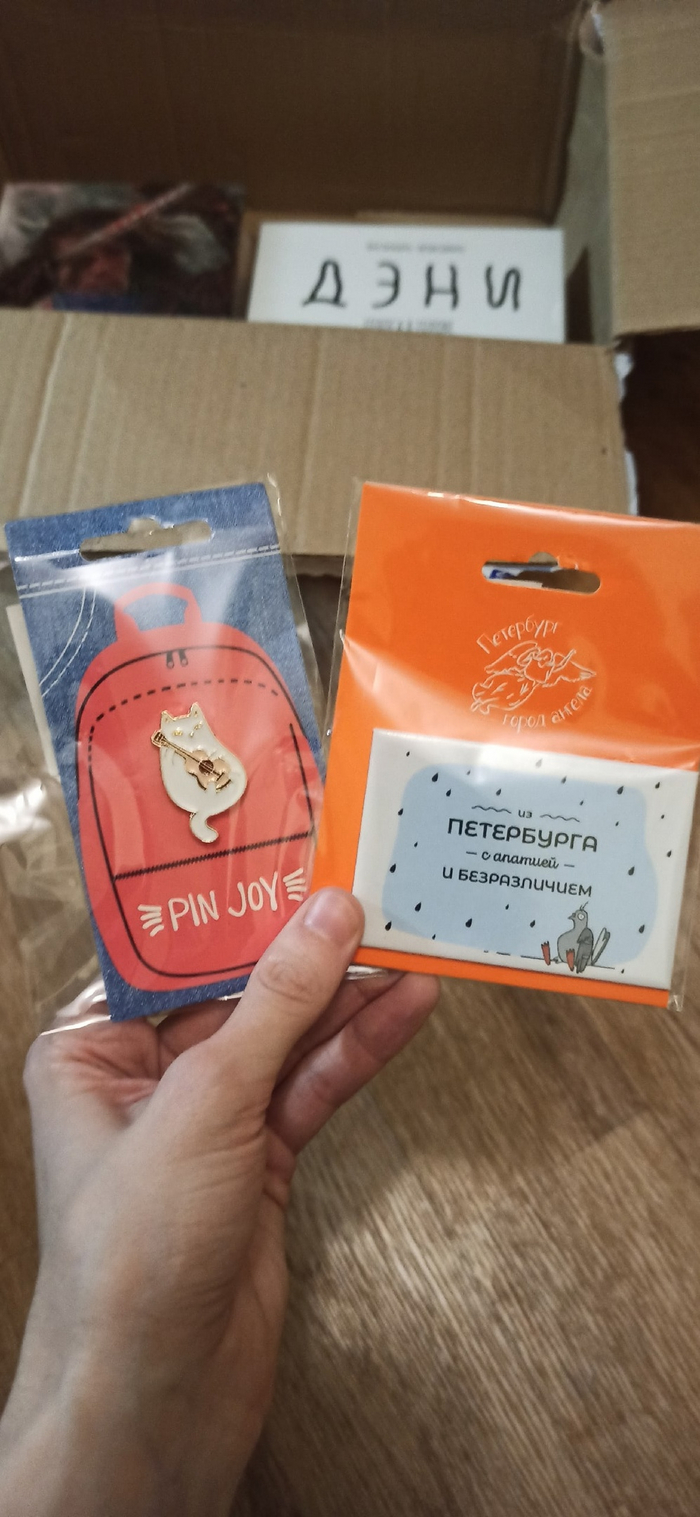 ДЭНИ
PIN JOY
Петербург
город ангела
из
ПЕТЕРБУРГА
— с апатией —
И БЕЗРАЗЛИЧИЕМ